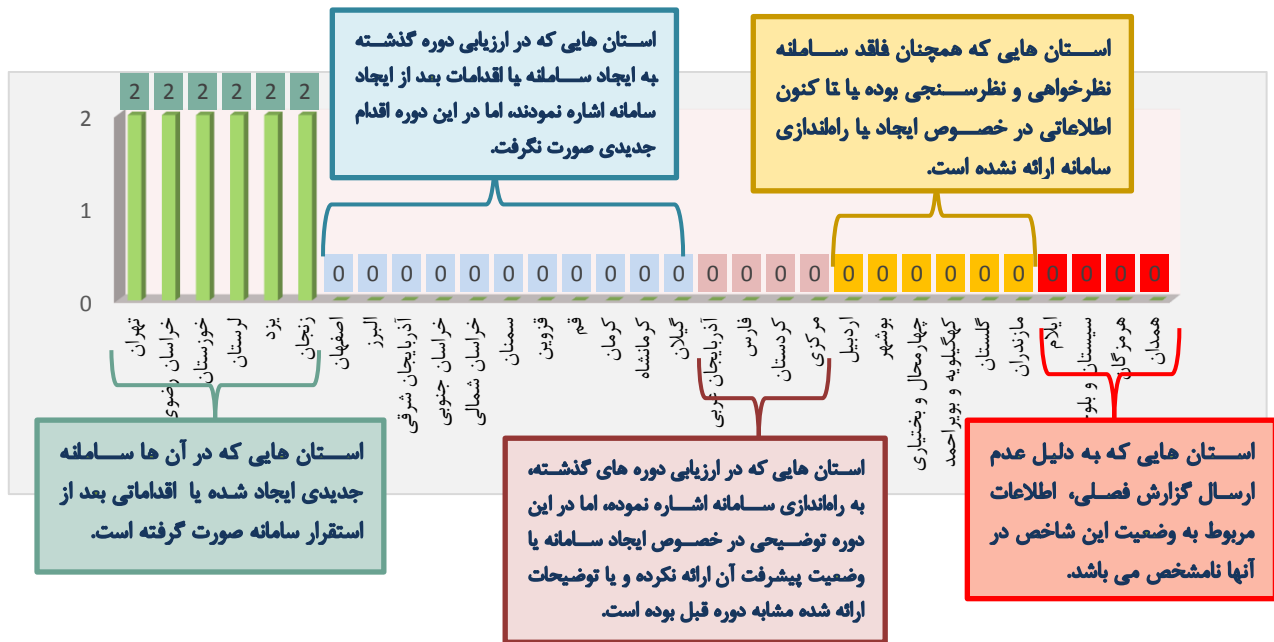 استان هایی که در ارزیابی دوره گذشته
به ایجاد سامانه یا اقدامات بعد از ایجاد
سامانه اشاره نمودند، اما در این دوره اقدام
جدیدی صورت نگرفت.
استان هایی که همچنان فاقد سامانه
نظرخواهی و نظرسنجی بوده یا تا کنون
اطلاعاتی در خصوص ایجاد یا راه‌اندازی
سامانه ارائه نشده است.
2 2 2 2 2 2
2
1
0
0 0 0 0 0 0 0 0 0 0 0 0 0 0 0 0 0 0 0 0 0 0 0 0 0
تهران
خراسان رضوی
خوزستان
لرستان
یزد
زنجان
اصفهان
البرز
آذربایجان شرقی
خراسان جنوبی
خراسان شمالی
سمنان
قزوین
قم
کرمان
کرمانشاه
گیلان
آذربایجان غربی
فارس
کردستان
مرکزی
اردبیل
بوشهر
چهارمحال و بختیاری
کهگیلویه و بویراحمد
گلستان
مازندران
ایلام
سیستان و بلو
هرمزگان
همدان
استان هایی که در آن ها سامانه
جدیدی ایجاد شده یا اقداماتی بعد از
استقرار سامانه صورت گرفته است.
استان هایی که در ارزیابی دوره های گذشته،
به راه‌اندازی سامانه اشاره نموده، اما در این
دوره توضیحی در خصوص ایجاد سامانه یا
وضعیت پیشرفت آن ارائه نکرده و یا توضیحات
ارائه شده مشابه دوره قبل بوده است.
استان هایی که به دلیل عدم
ارسال گزارش فصلی، اطلاعات
مربوط به وضعیت این شاخص در
آنها نامشخص می باشد.